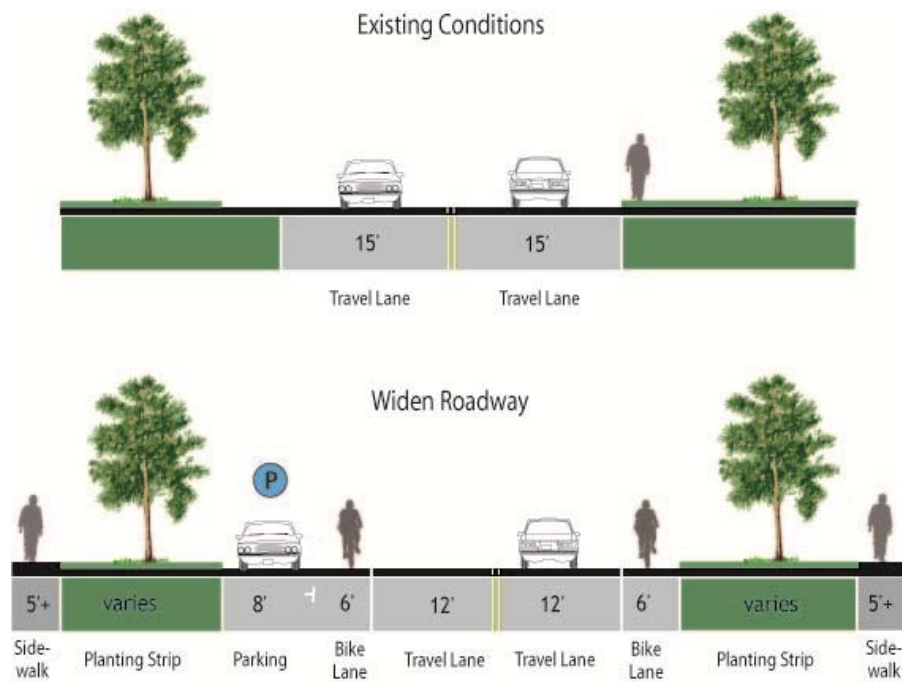 Existing Conditions
15' 15'
Travel Lane Travel Lane
Widen Roadway
P
5'+ varies 8' 6' 12' 12' 6' varies 5'+
Side-
walk Planting Strip Parking Bike
Lane Travel Lane Travel Lane Bike
Lane Planting Strip Side-
walk